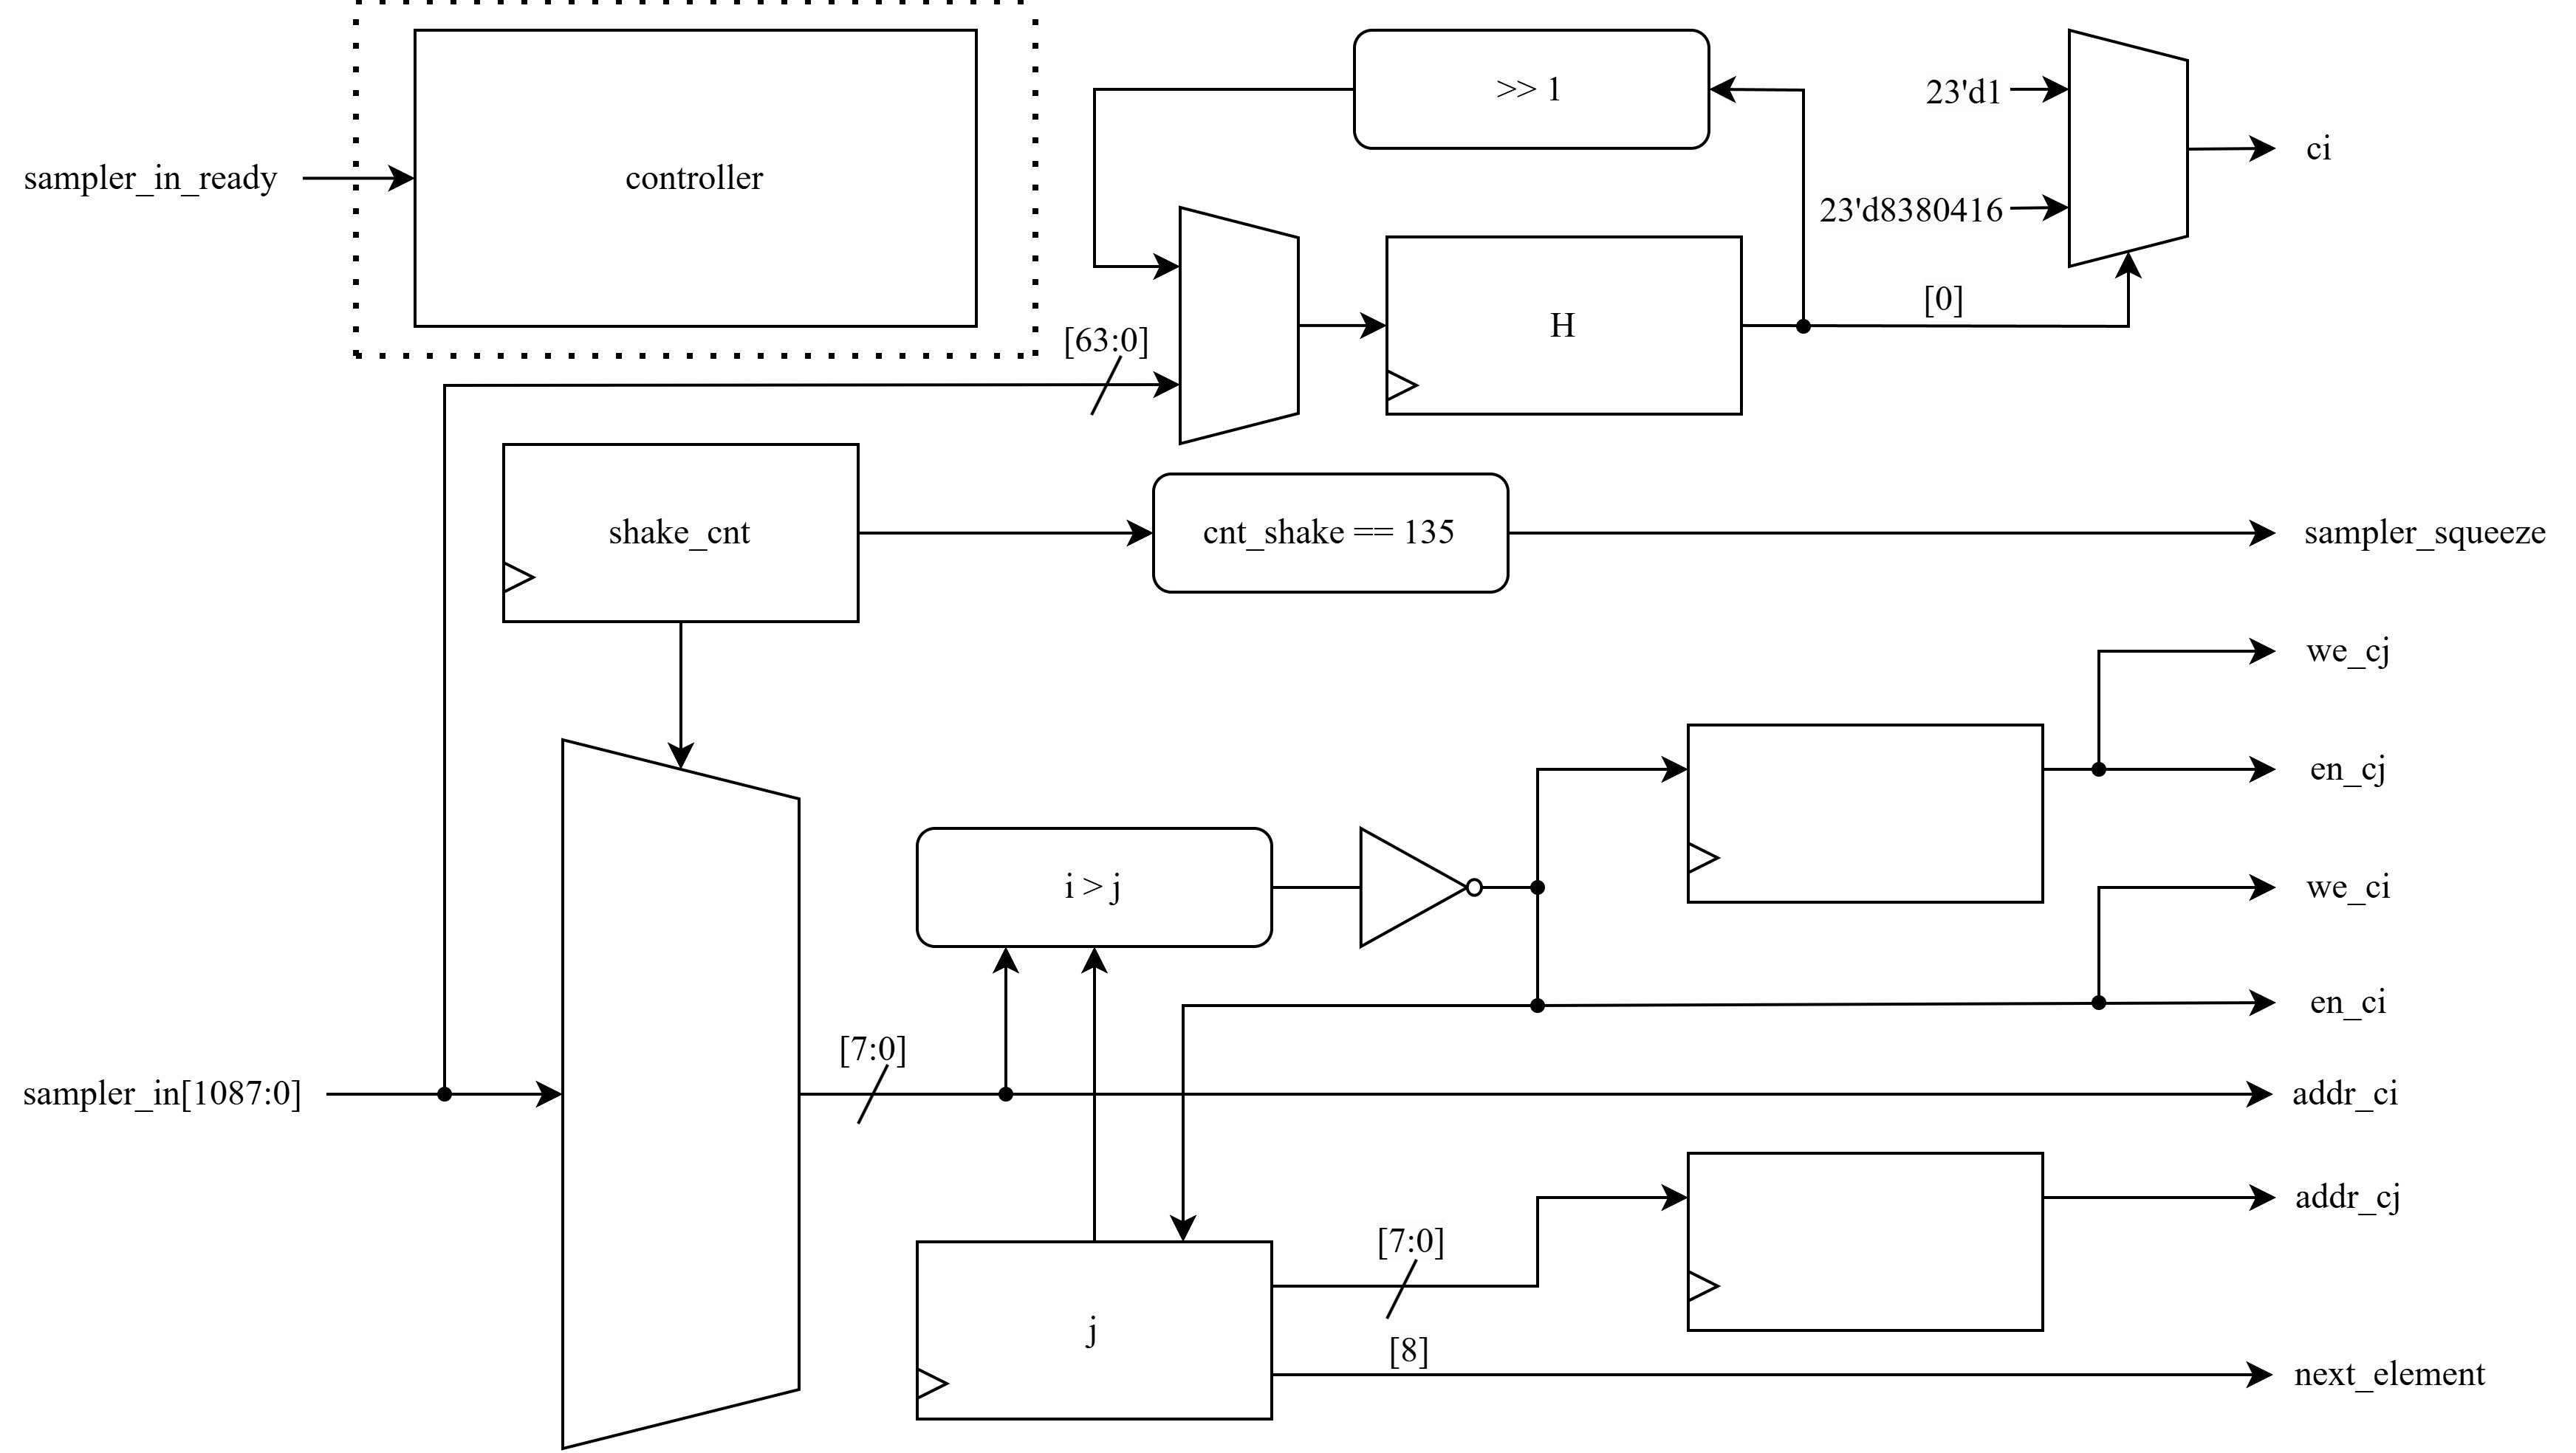 sampler_in_ready
controller
>> 1
23'd1
23'd8380416
ci
[63:0]
H
[0]
shake_cnt
cnt_shake == 135
sampler_squeeze
we_cj
en_cj
i > j
we_ci
en_ci
[7:0]
sampler_in[1087:0]
addr_ci
[7:0]
addr_cj
j
[8]
next_element